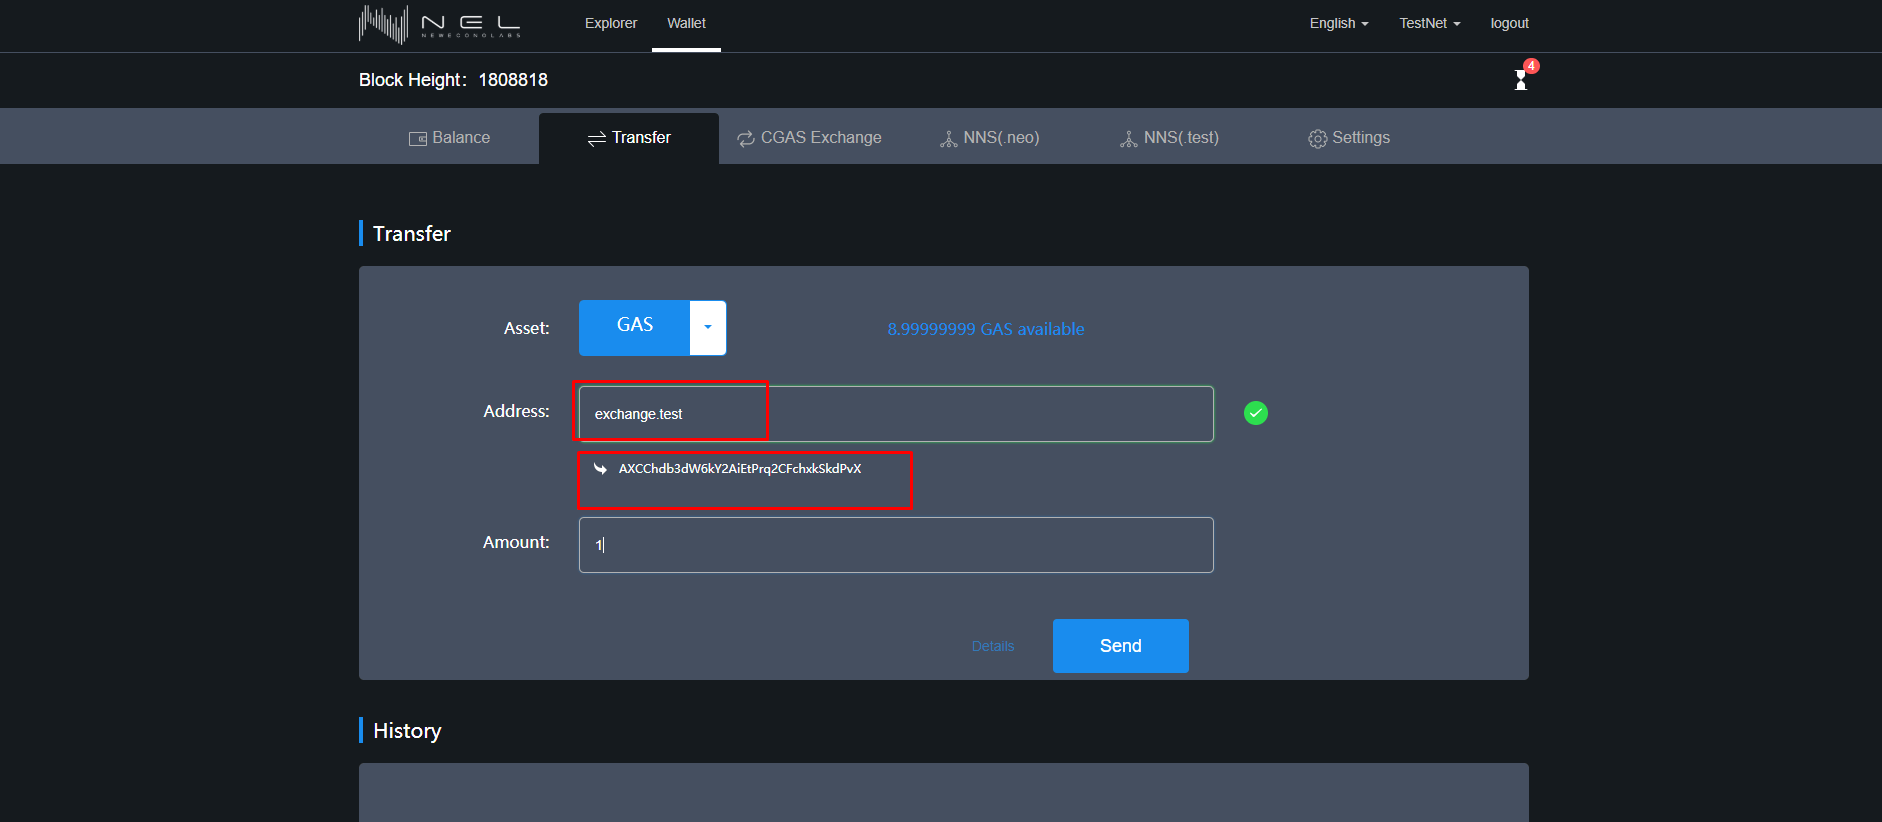 NEL
NEWECONOLABS
Explorer
Wallet
English
TestNet
logout
Block Height: 1808818
4
Balance
Transfer
CGAS Exchange
NNS(.neo)
NNS(.test)
Settings
Transfer
Asset:
GAS
8.99999999 GAS available
Address:
exchange.test
AXCChdb3dW6kY2AiEtPrq2CFchxkSkdPvX
Amount:
1
Details
Send
History